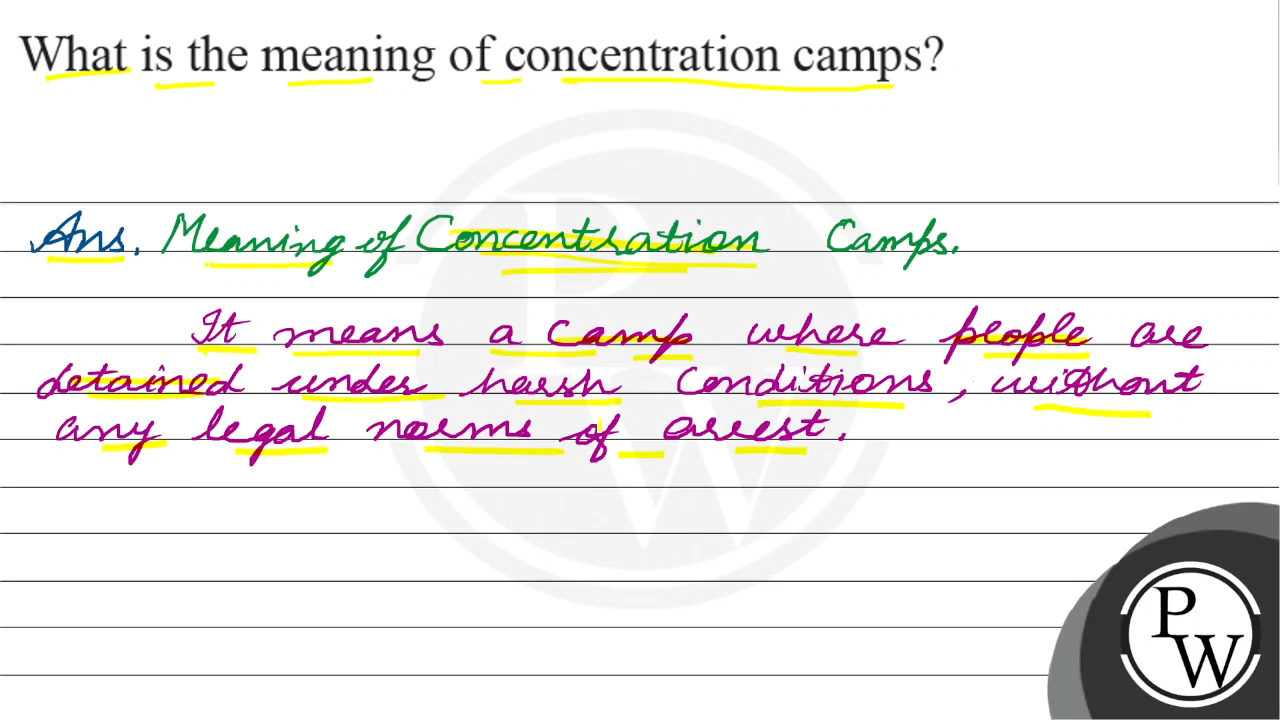 What is the meaning of concentration camps?
Ans. Meaning of Concentration Camps.
It means a camp where people are
detained under harsh conditions, without
any legal norms of arrest.
P
W
P
W